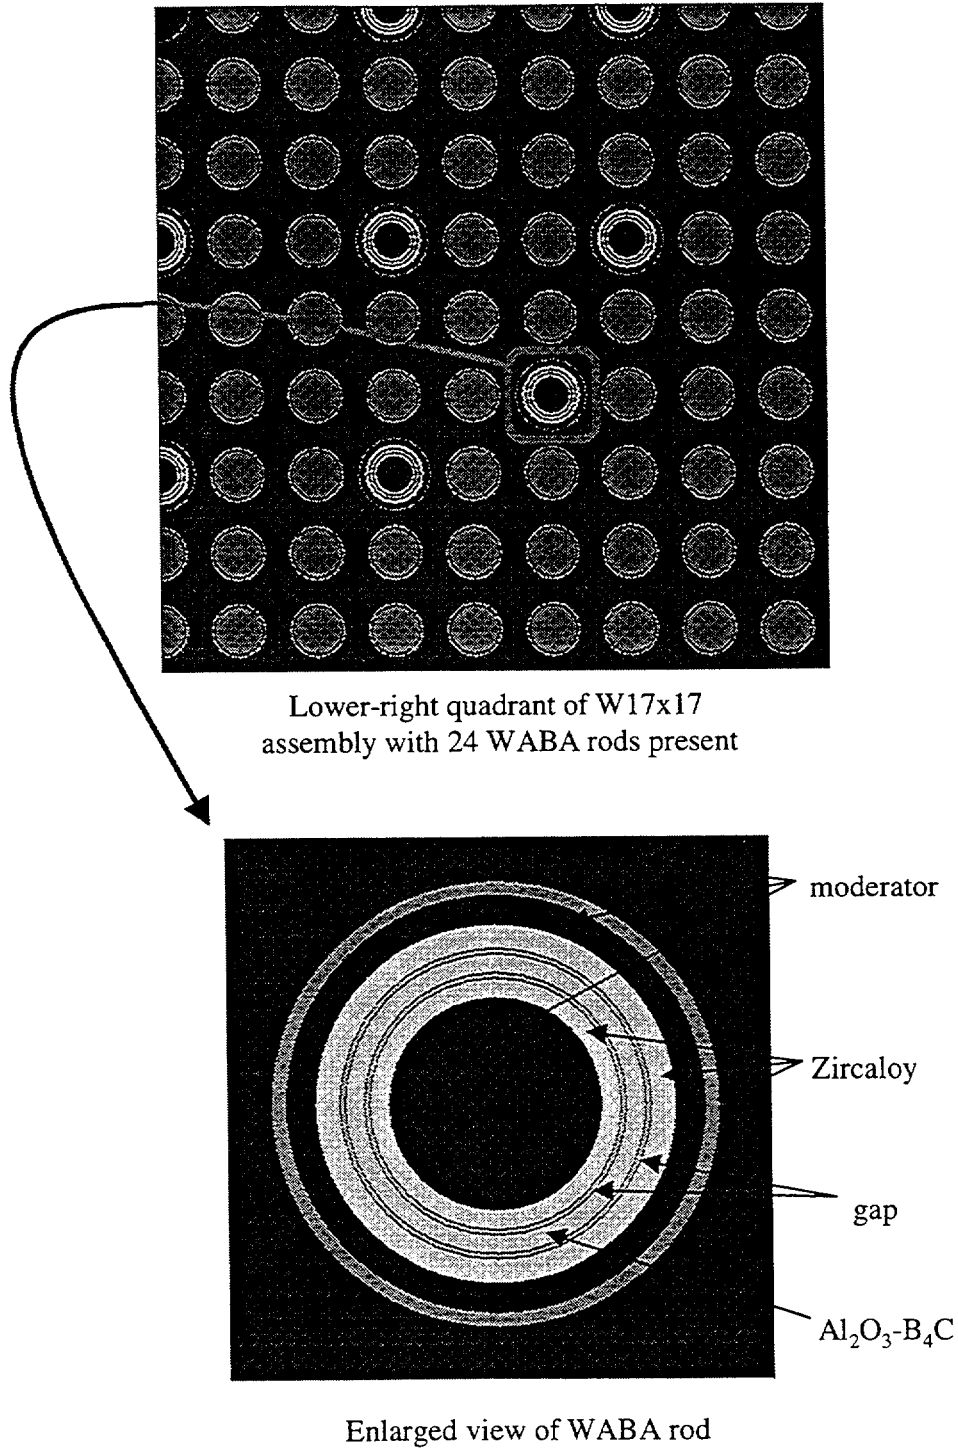 Lower-right quadrant of W17x17
assembly with 24 WABA rods present
moderator
Zircaloy
gap
Al₂O₃-B₄C
Enlarged view of WABA rod